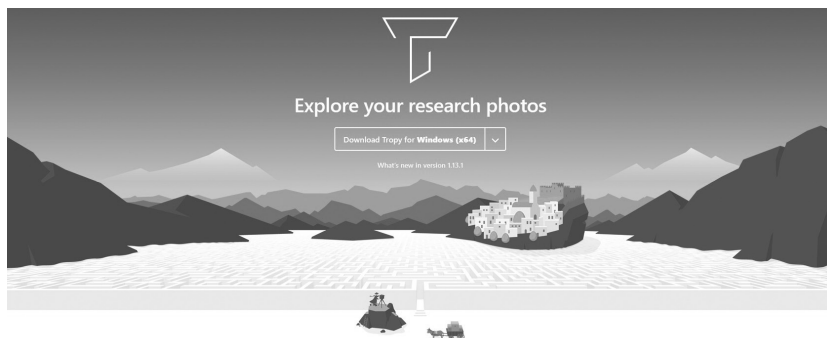 Explore your research photos
Download Tropy for Windows (x64)
What's new in version 1.13.1